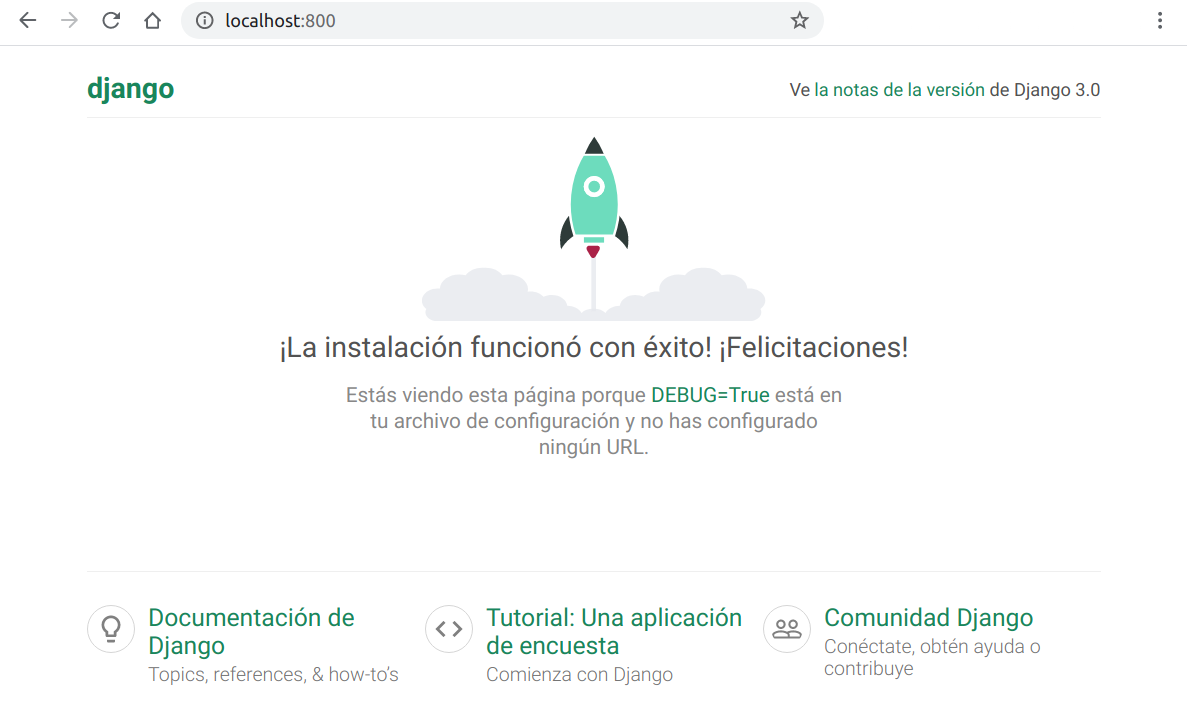 localhost:800
django
Ve la notas de la versión de Django 3.0
¡La instalación funcionó con éxito! ¡Felicitaciones!
Estás viendo esta página porque DEBUG=True está en
tu archivo de configuración y no has configurado
ningún URL.
Documentación de
Django
Topics, references, & how-to’s
Tutorial: Una aplicación
de encuesta
Comienza con Django
Comunidad Django
Conéctate, obtén ayuda o
contribuye